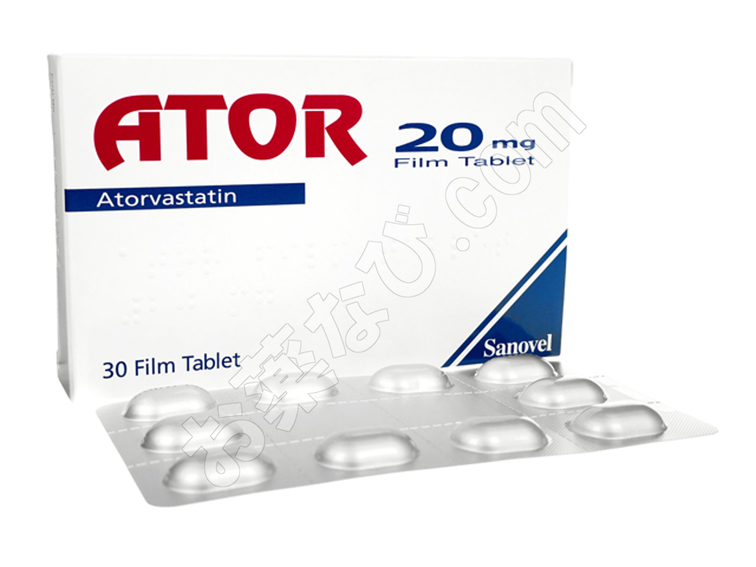 ATOR
20 mg
Film Tablet
Atorvastatin
30 Film Tablet
Sanovel
お薬なび.com